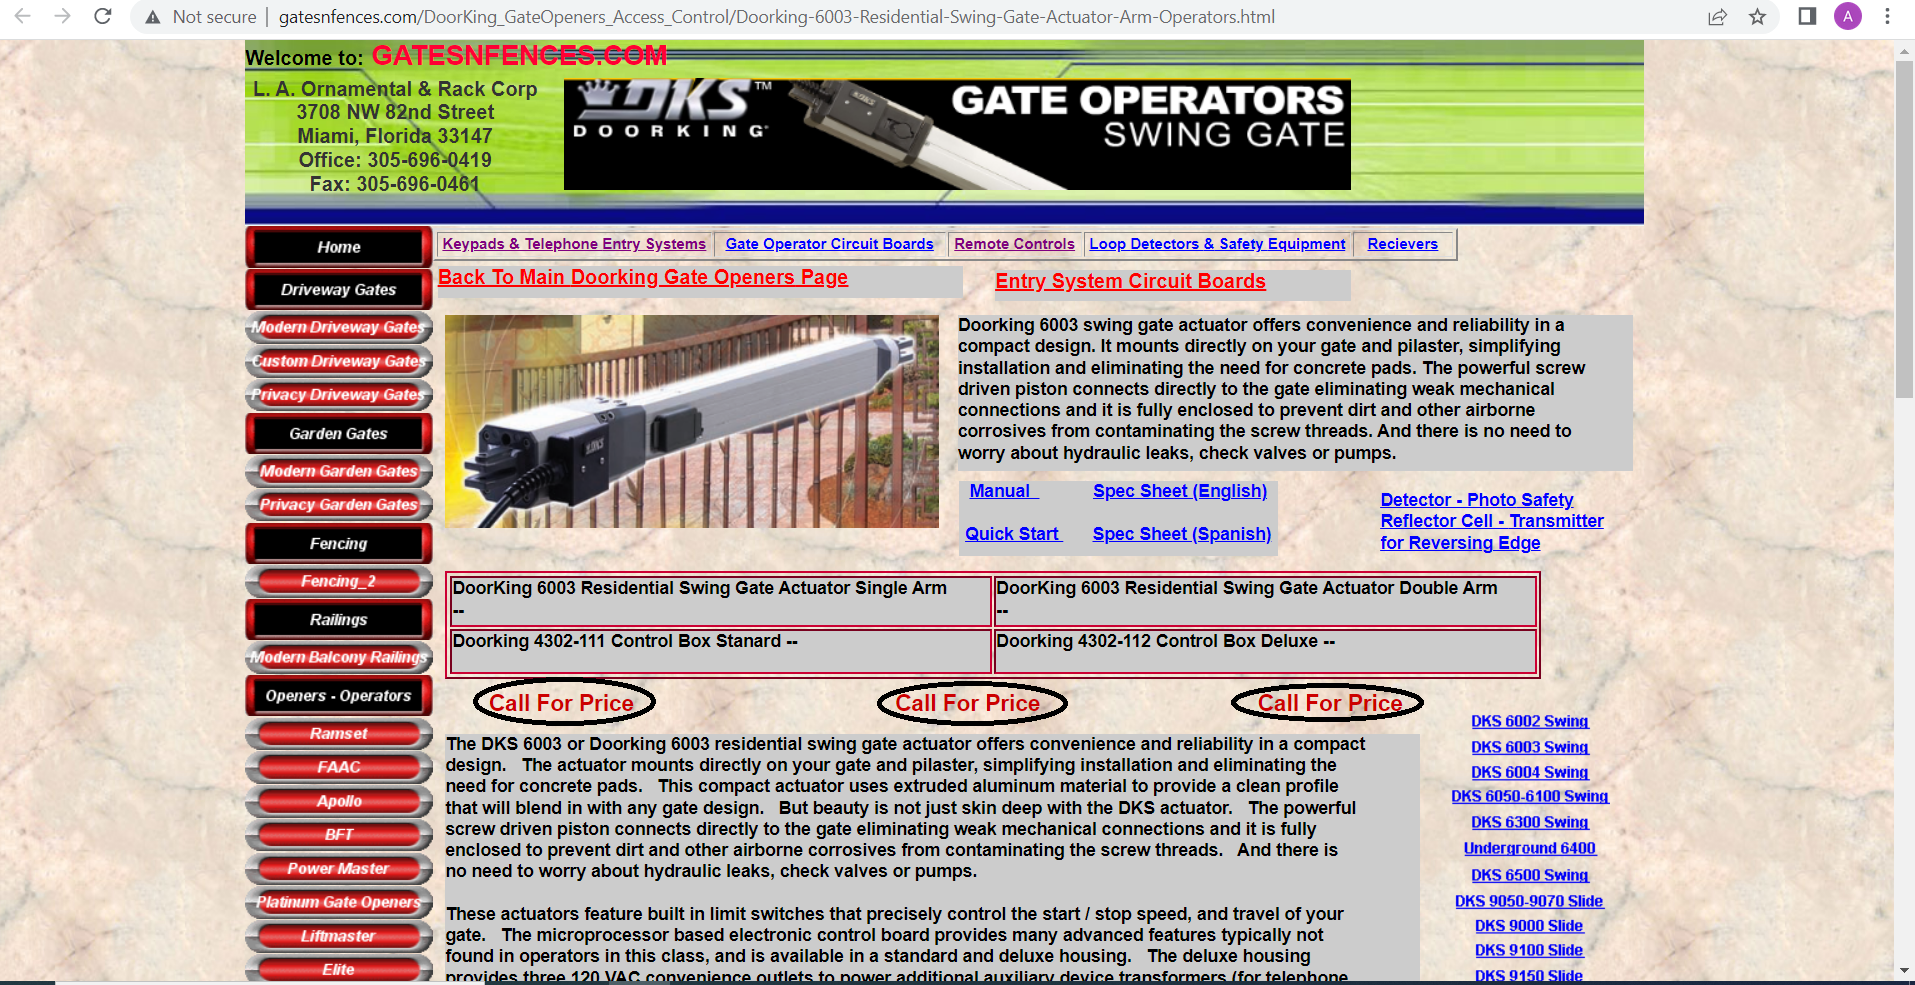 Not secure | gatesnfences.com/DoorKing_GateOpeners_Access_Control/Doorking-6003-Residential-Swing-Gate-Actuator-Arm-Operators.html
A
Welcome to: GATESNFENCES.COM
L. A. Ornamental & Rack Corp
3708 NW 82nd Street
Miami, Florida 33147
Office: 305-696-0419
Fax: 305-696-0461
DKS™
DOORKING®
GATE OPERATORS
SWING GATE
Home
Driveway Gates
Modern Driveway Gates
Custom Driveway Gates
Privacy Driveway Gates
Garden Gates
Modern Garden Gates
Privacy Garden Gates
Fencing
Fencing_2
Railings
Modern Balcony Railings
Openers - Operators
Ramset
FAAC
Apollo
BFT
Power Master
Platinum Gate Openers
Liftmaster
Elite
Keypads & Telephone Entry Systems
Gate Operator Circuit Boards
Remote Controls
Loop Detectors & Safety Equipment
Recievers
Back To Main Doorking Gate Openers Page
Entry System Circuit Boards
DKS
Doorking 6003 swing gate actuator offers convenience and reliability in a
compact design. It mounts directly on your gate and pilaster, simplifying
installation and eliminating the need for concrete pads. The powerful screw
driven piston connects directly to the gate eliminating weak mechanical
connections and it is fully enclosed to prevent dirt and other airborne
corrosives from contaminating the screw threads. And there is no need to
worry about hydraulic leaks, check valves or pumps.
Manual
Spec Sheet (English)
Quick Start
Spec Sheet (Spanish)
Detector - Photo Safety
Reflector Cell - Transmitter
for Reversing Edge
DoorKing 6003 Residential Swing Gate Actuator Single Arm
--
DoorKing 6003 Residential Swing Gate Actuator Double Arm
--
Doorking 4302-111 Control Box Stanard --
Doorking 4302-112 Control Box Deluxe --
Call For Price
Call For Price
Call For Price
The DKS 6003 or Doorking 6003 residential swing gate actuator offers convenience and reliability in a compact
design. The actuator mounts directly on your gate and pilaster, simplifying installation and eliminating the
need for concrete pads. This compact actuator uses extruded aluminum material to provide a clean profile
that will blend in with any gate design. But beauty is not just skin deep with the DKS actuator. The powerful
screw driven piston connects directly to the gate eliminating weak mechanical connections and it is fully
enclosed to prevent dirt and other airborne corrosives from contaminating the screw threads. And there is
no need to worry about hydraulic leaks, check valves or pumps.
These actuators feature built in limit switches that precisely control the start / stop speed, and travel of your
gate. The microprocessor based electronic control board provides many advanced features typically not
found in operators in this class, and is available in a standard and deluxe housing. The deluxe housing
provides three 120 VAC convenience outlets to power additional auxiliary device transformers (for telephone
DKS 6002 Swing
DKS 6003 Swing
DKS 6004 Swing
DKS 6050-6100 Swing
DKS 6300 Swing
Underground 6400
DKS 6500 Swing
DKS 9050-9070 Slide
DKS 9000 Slide
DKS 9100 Slide
DKS 9150 Slide